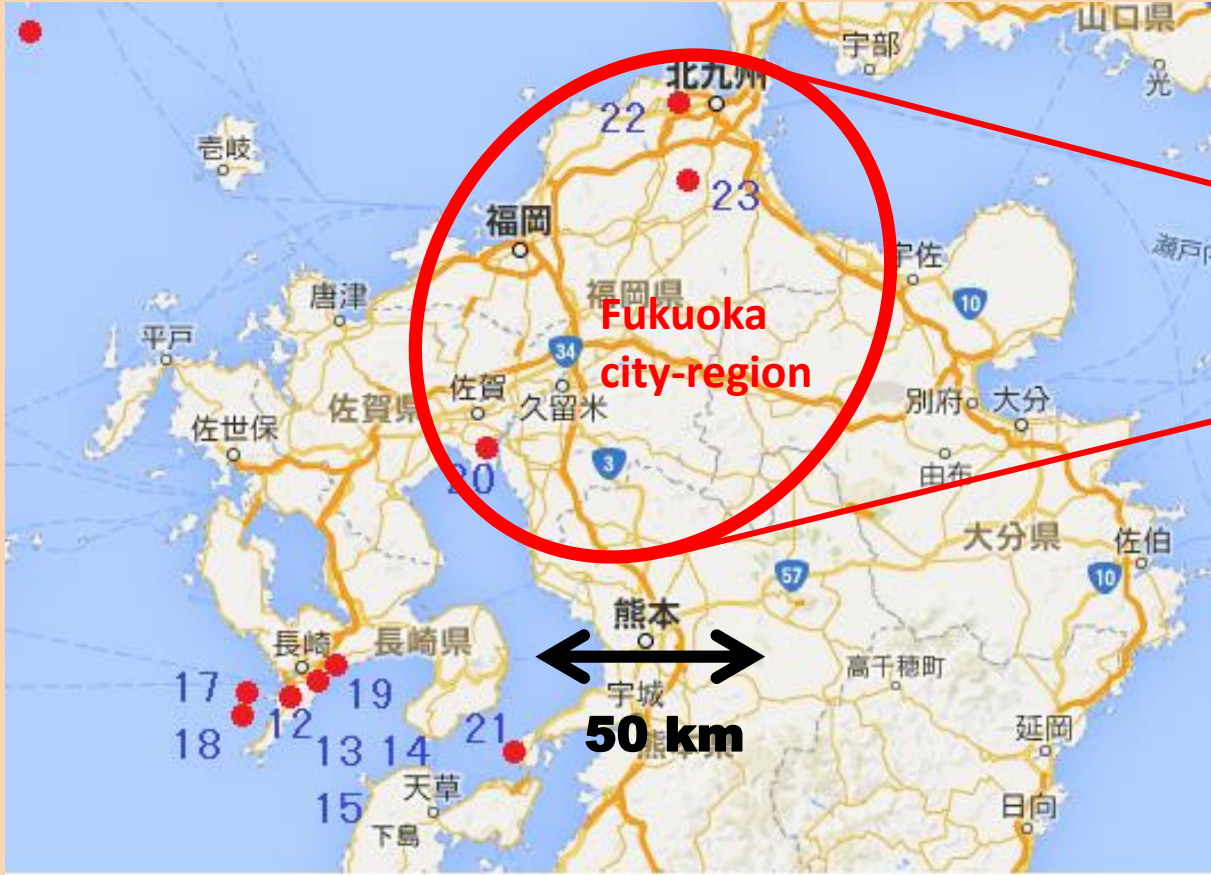 山口県
宇部
光
北九州
22
壱岐
23
福岡
宇佐
瀬戸内
福岡県
唐津
10
Fukuoka
平戸
34
city-region
佐賀
佐賀県
久留米
別府
大分
佐世保
3
20
由布
大分県
佐伯
57
10
熊本
長崎
長崎県
高千穂町
17
19
宇城
12
18
13
14
21
50 km
熊本県
延岡
天草
15
下島
日向